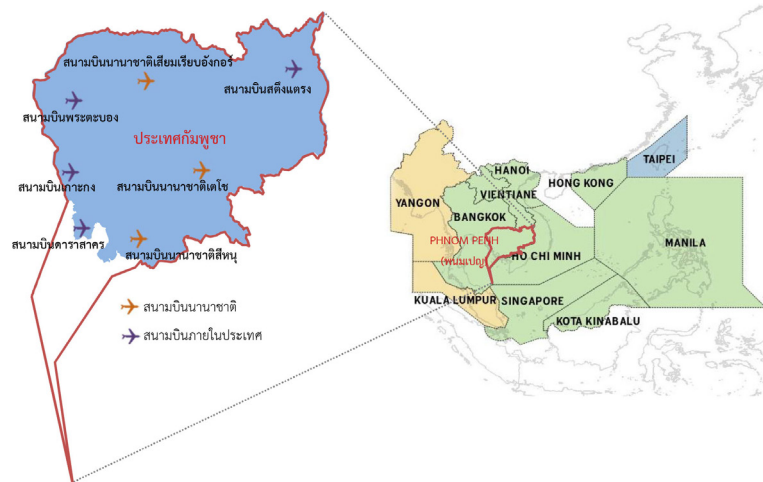 สนามบินนานาชาติเสียมเรียบอังกอร์
สนามบินสตึงแตรง
สนามบินพระตะบอง
ประเทศกัมพูชา
สนามบินเกาะกง
สนามบินนานาชาติเตโช
สนามบินดาราสาคร
สนามบินนานาชาติสีหนุ
สนามบินนานาชาติ
สนามบินภายในประเทศ
TAIPEI
HANOI
HONG KONG
VIENTIANE
YANGON
BANGKOK
MANILA
PHNOM PENH
(พนมเปญ)
HO CHI MINH
KUALA LUMPUR
SINGAPORE
KOTA KINABALU